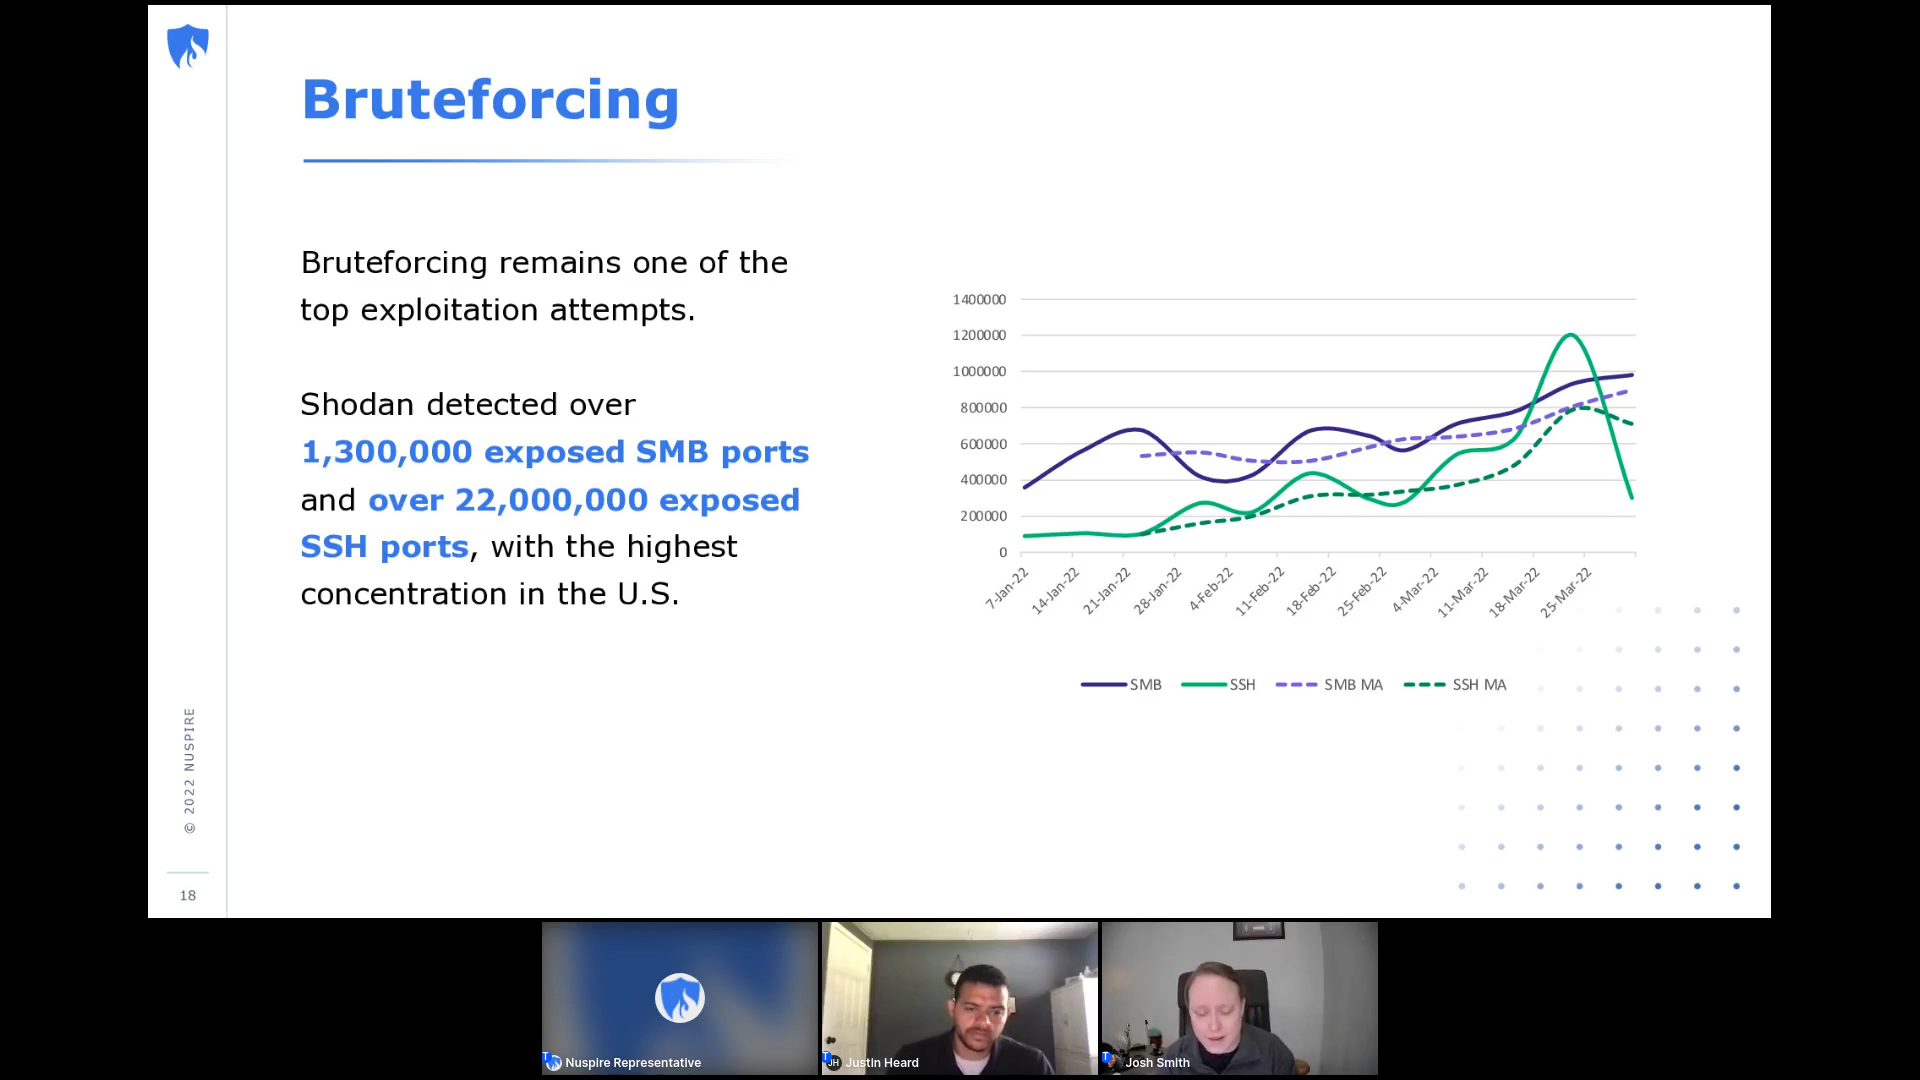 Bruteforcing
Bruteforcing remains one of the
top exploitation attempts.
Shodan detected over
1,300,000 exposed SMB ports
and over 22,000,000 exposed
SSH ports, with the highest
concentration in the U.S.
1400000
1200000
1000000
800000
600000
400000
200000
0
7-Jan-22
14-Jan-22
21-Jan-22
28-Jan-22
4-Feb-22
11-Feb-22
18-Feb-22
25-Feb-22
4-Mar-22
11-Mar-22
18-Mar-22
25-Mar-22
SMB SSH SMB MA SSH MA
© 2022 NUSPIRE
18
T Nuspire Representative
T JH Justin Heard
T Josh Smith